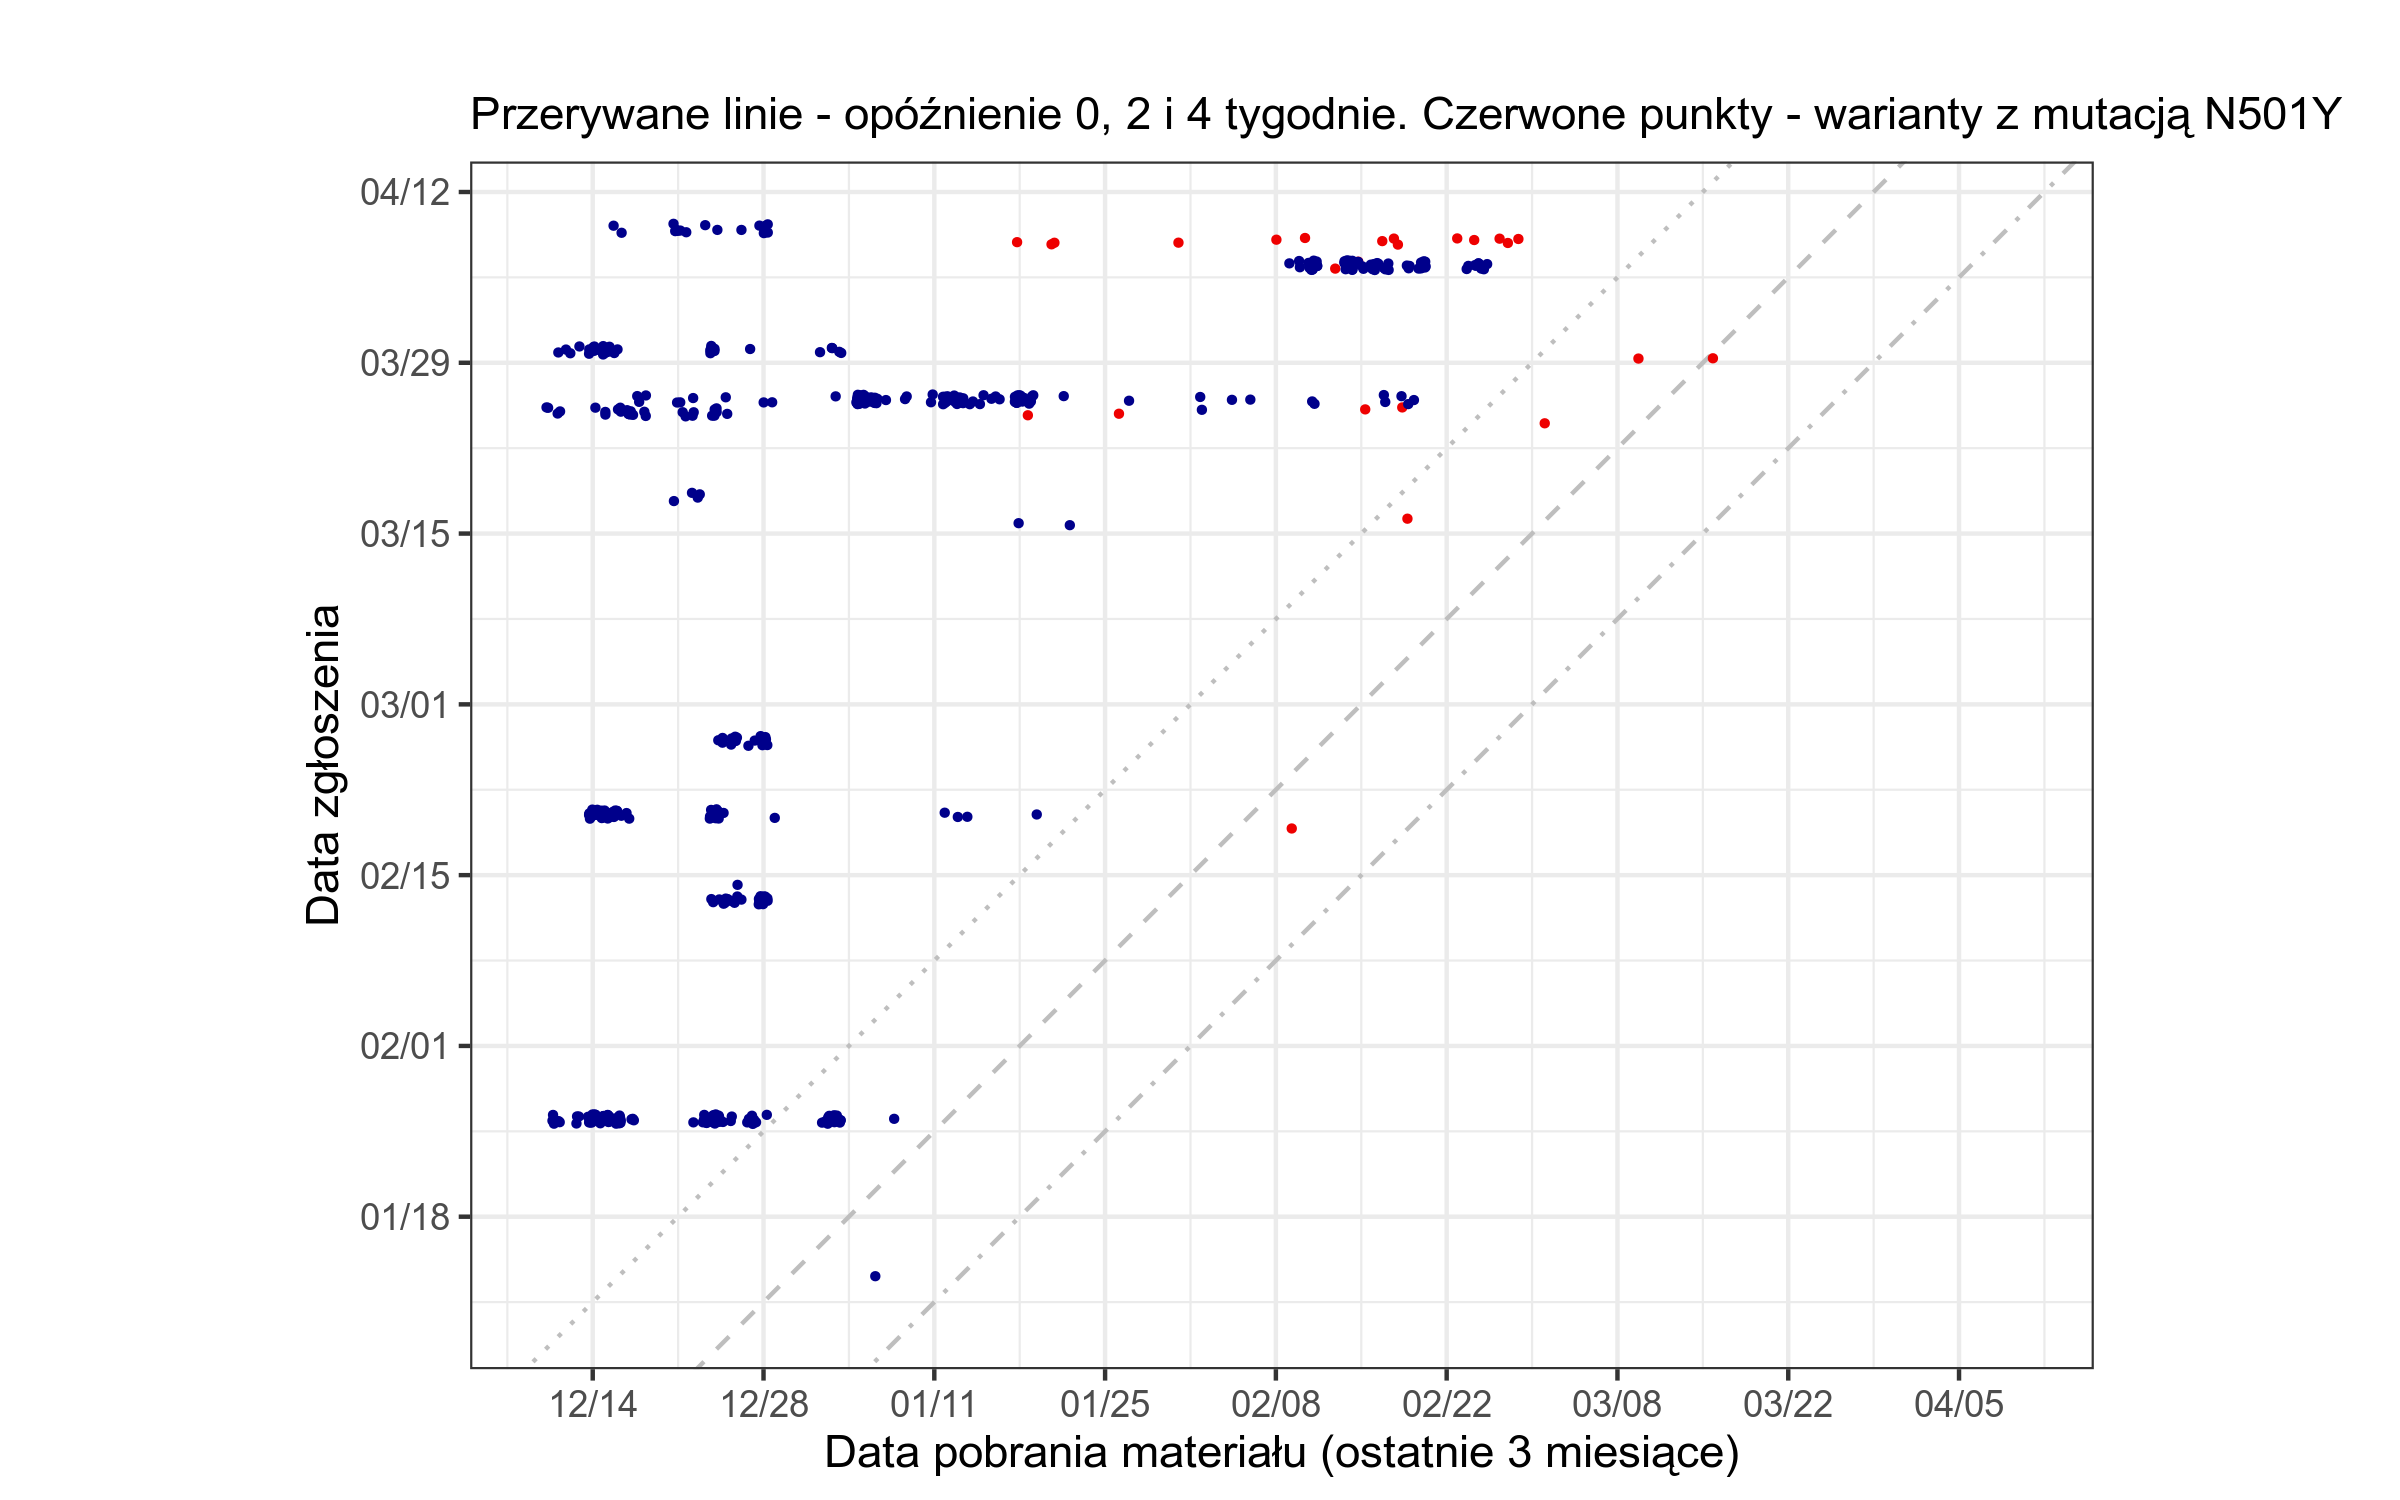 Przerywane linie - opóźnienie 0, 2 i 4 tygodnie. Czerwone punkty - warianty z mutacją N501Y
04/12
03/29
03/15
03/01
02/15
02/01
01/18
Data zgłoszenia
12/14 12/28 01/11 01/25 02/08 02/22 03/08 03/22 04/05
Data pobrania materiału (ostatnie 3 miesiące)